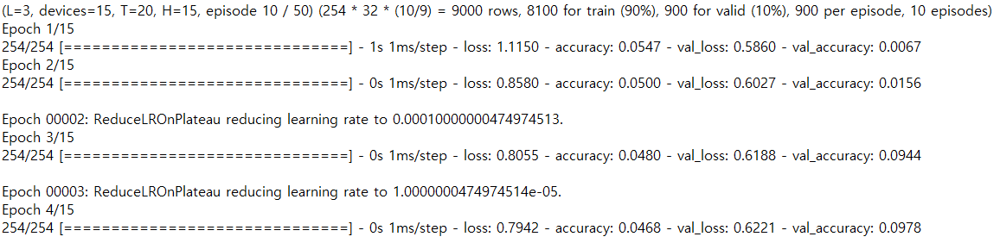 (L=3, devices=15, T=20, H=15, episode 10 / 50) (254 * 32 * (10/9) = 9000 rows, 8100 for train (90%), 900 for valid (10%), 900 per episode, 10 episodes)
Epoch 1/15
254/254 [==============================] - 1s 1ms/step - loss: 1.1150 - accuracy: 0.0547 - val_loss: 0.5860 - val_accuracy: 0.0067
Epoch 2/15
254/254 [==============================] - 0s 1ms/step - loss: 0.8580 - accuracy: 0.0500 - val_loss: 0.6027 - val_accuracy: 0.0156
Epoch 00002: ReduceLROnPlateau reducing learning rate to 0.00010000000474974513.
Epoch 3/15
254/254 [==============================] - 0s 1ms/step - loss: 0.8055 - accuracy: 0.0480 - val_loss: 0.6188 - val_accuracy: 0.0944
Epoch 00003: ReduceLROnPlateau reducing learning rate to 1.0000000474974514e-05.
Epoch 4/15
254/254 [==============================] - 0s 1ms/step - loss: 0.7942 - accuracy: 0.0468 - val_loss: 0.6221 - val_accuracy: 0.0978